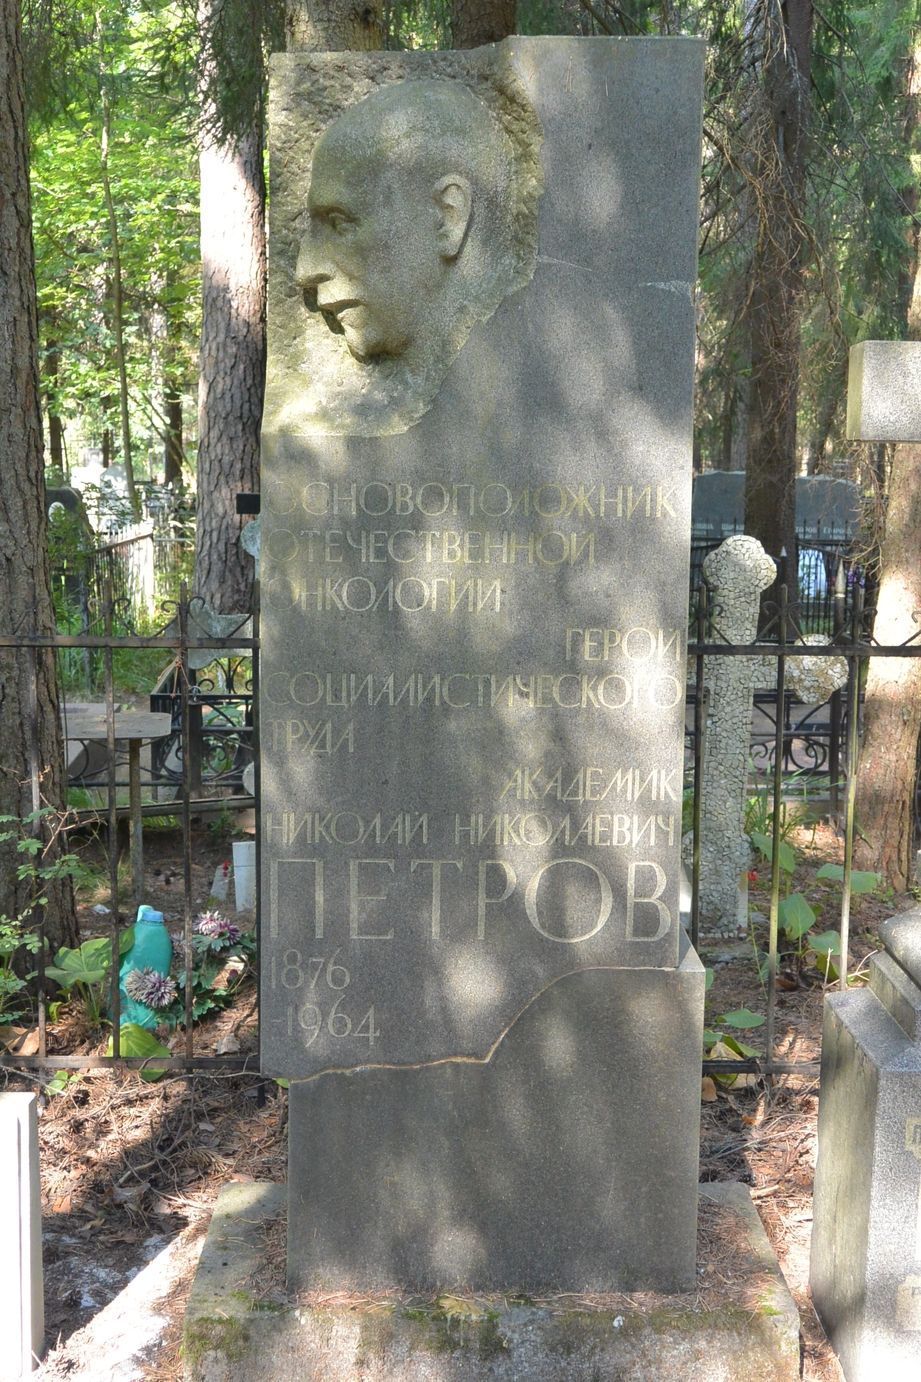 ОСНОВОПОЛОЖНИК
ОТЕЧЕСТВЕННОЙ
ОНКОЛОГИИ
ГЕРОЙ
СОЦИАЛИСТИЧЕСКОГО
ТРУДА
АКАДЕМИК
НИКОЛАЙ НИКОЛАЕВИЧ
ПЕТРОВ
1876
-1964